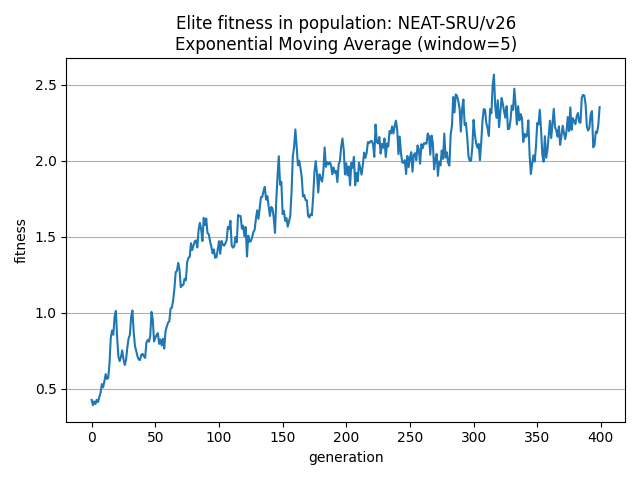 Elite fitness in population: NEAT-SRU/v26
Exponential Moving Average (window=5)
fitness
2.5
2.0
1.5
1.0
0.5
0 50 100 150 200 250 300 350 400
generation